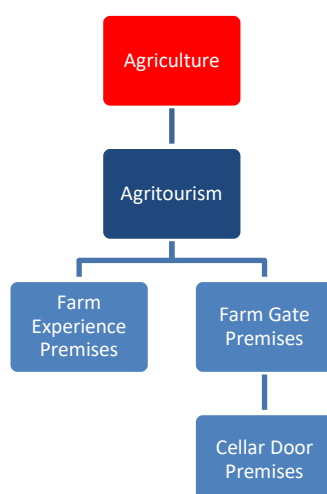 Agriculture
Agritourism
Farm
Experience
Premises
Farm Gate
Premises
Cellar Door
Premises